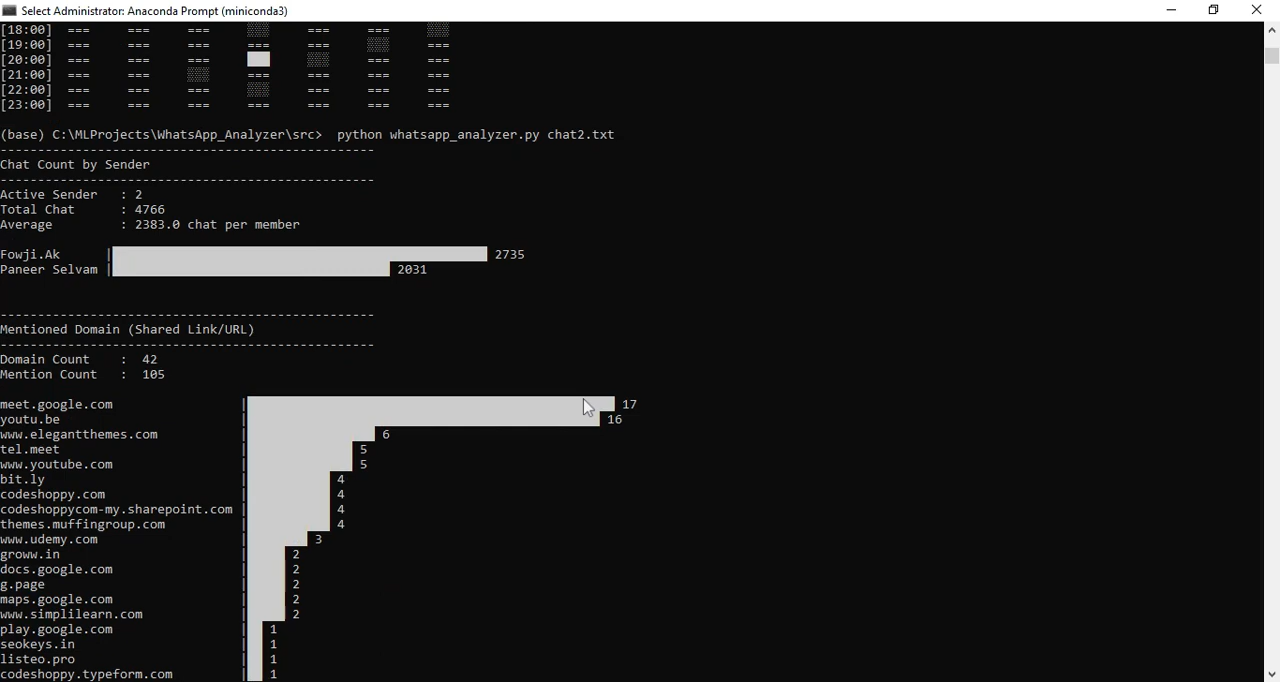 Select Administrator: Anaconda Prompt (miniconda3)
[18:00]  ===     ===     ===     ░░░     ===     ===     ░░░
[19:00]  ===     ===     ===     ===     ===     ░░░     ===
[20:00]  ===     ===     ===     ███     ░░░     ===     ===
[21:00]  ===     ===     ░░░     ===     ===     ===     ===
[22:00]  ===     ===     ===     ░░░     ===     ===     ===
[23:00]  ===     ===     ===     ===     ===     ===     ===
(base) C:\MLProjects\WhatsApp_Analyzer\src>  python whatsapp_analyzer.py chat2.txt
--------------------------------------------------
Chat Count by Sender
--------------------------------------------------
Active Sender   : 2
Total Chat      : 4766
Average         : 2383.0 chat per member
Fowji.Ak      | 2735
Paneer Selvam | 2031
--------------------------------------------------
Mentioned Domain (Shared Link/URL)
--------------------------------------------------
Domain Count    :  42
Mention Count   :  105
meet.google.com | 17
youtu.be | 16
www.elegantthemes.com | 6
tel.meet | 5
www.youtube.com | 5
bit.ly | 4
codeshoppy.com | 4
codeshoppycom-my.sharepoint.com | 4
themes.muffingroup.com | 4
www.udemy.com | 3
groww.in | 2
docs.google.com | 2
g.page | 2
maps.google.com | 2
www.simplilearn.com | 2
play.google.com | 1
seokeys.in | 1
listeo.pro | 1
codeshoppy.typeform.com | 1